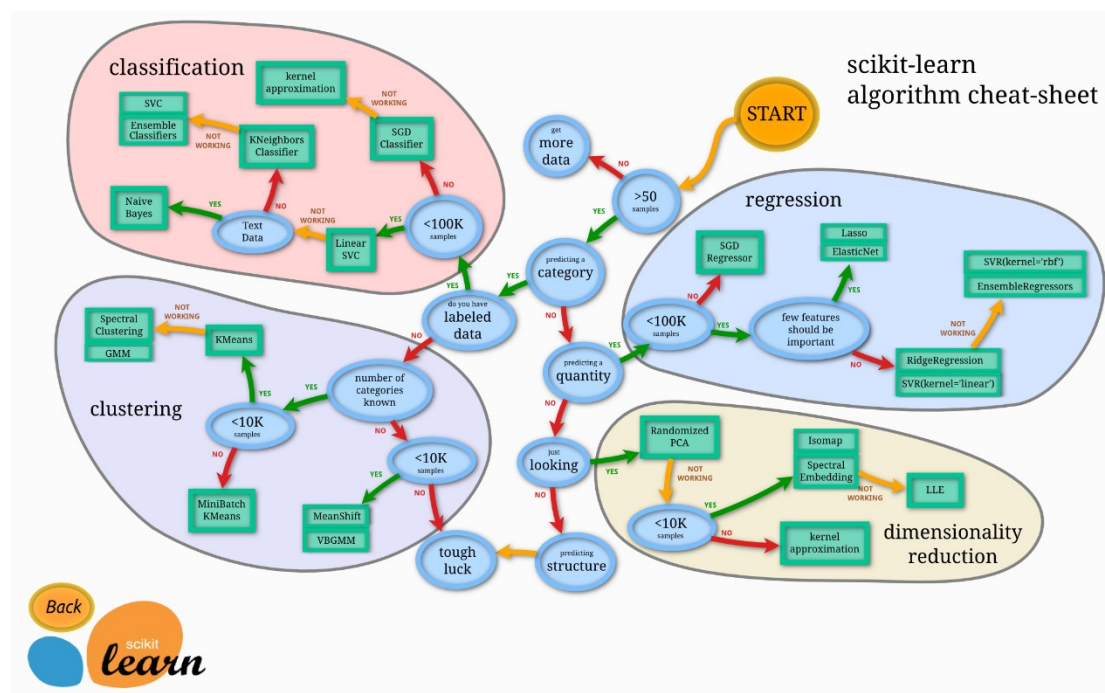 scikit-learn
algorithm cheat-sheet
START
classification
kernel
approximation
NOT
WORKING
SVC
Ensemble
Classifiers
NOT
WORKING
KNeighbors
Classifier
SGD
Classifier
NO
YES
NO
Naive
Bayes
Text
Data
NOT
WORKING
Linear
SVC
YES
<100K
samples
get
more
data
NO
>50
samples
YES
predicting a
category
YES
NO
do you have
labeled
data
YES
NO
predicting a
quantity
YES
NO
just
looking
YES
NO
predicting
structure
tough
luck
regression
SGD
Regressor
NO
<100K
samples
YES
Lasso
ElasticNet
YES
few features
should be
important
NO
SVR(kernel='rbf')
EnsembleRegressors
NOT
WORKING
RidgeRegression
SVR(kernel='linear')
clustering
Spectral
Clustering
GMM
NOT
WORKING
KMeans
YES
number of
categories
known
YES
NO
<10K
samples
NO
MiniBatch
KMeans
<10K
samples
YES
NO
MeanShift
VBGMM
dimensionality
reduction
Randomized
PCA
NOT
WORKING
<10K
samples
YES
NO
Isomap
Spectral
Embedding
NOT
WORKING
LLE
kernel
approximation
Back
scikit
learn